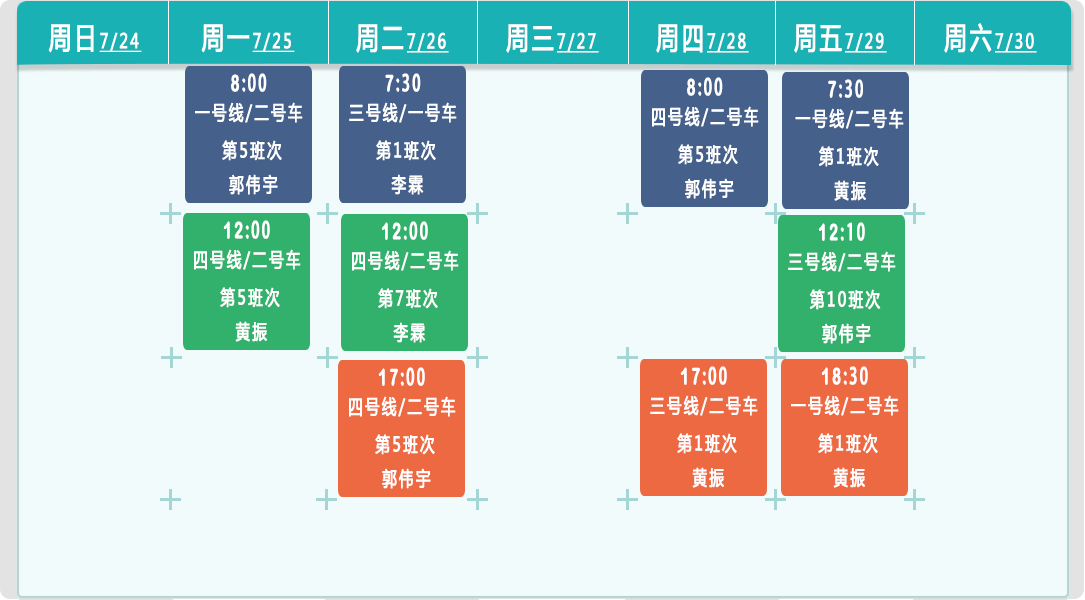 周日7/24
周一7/25
周二7/26
周三7/27
周四7/28
周五7/29
周六7/30
8:00
一号线/二号车
第5班次
郭伟宇
7:30
三号线/一号车
第1班次
李霖
8:00
四号线/二号车
第5班次
郭伟宇
7:30
一号线/二号车
第1班次
黄振
12:00
四号线/二号车
第5班次
黄振
12:00
四号线/二号车
第7班次
李霖
12:10
三号线/二号车
第10班次
郭伟宇
17:00
四号线/二号车
第5班次
郭伟宇
17:00
三号线/二号车
第1班次
黄振
18:30
一号线/二号车
第1班次
黄振